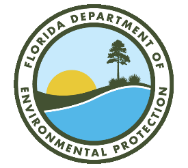 FLORIDA DEPARTMENT OF
ENVIRONMENTAL PROTECTION